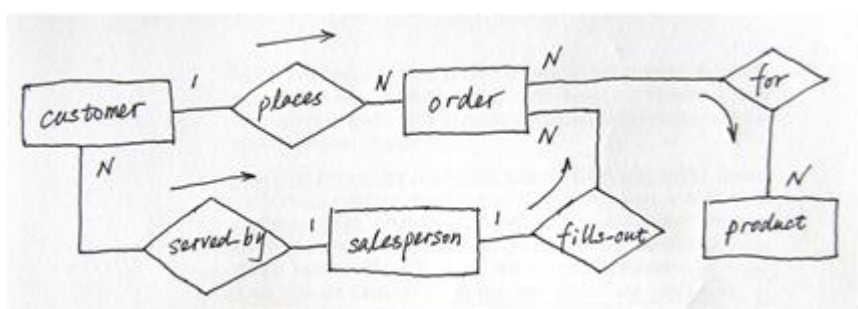 1 N N
customer places order for
N N
N 1 1 N
served-by salesperson fills-out product